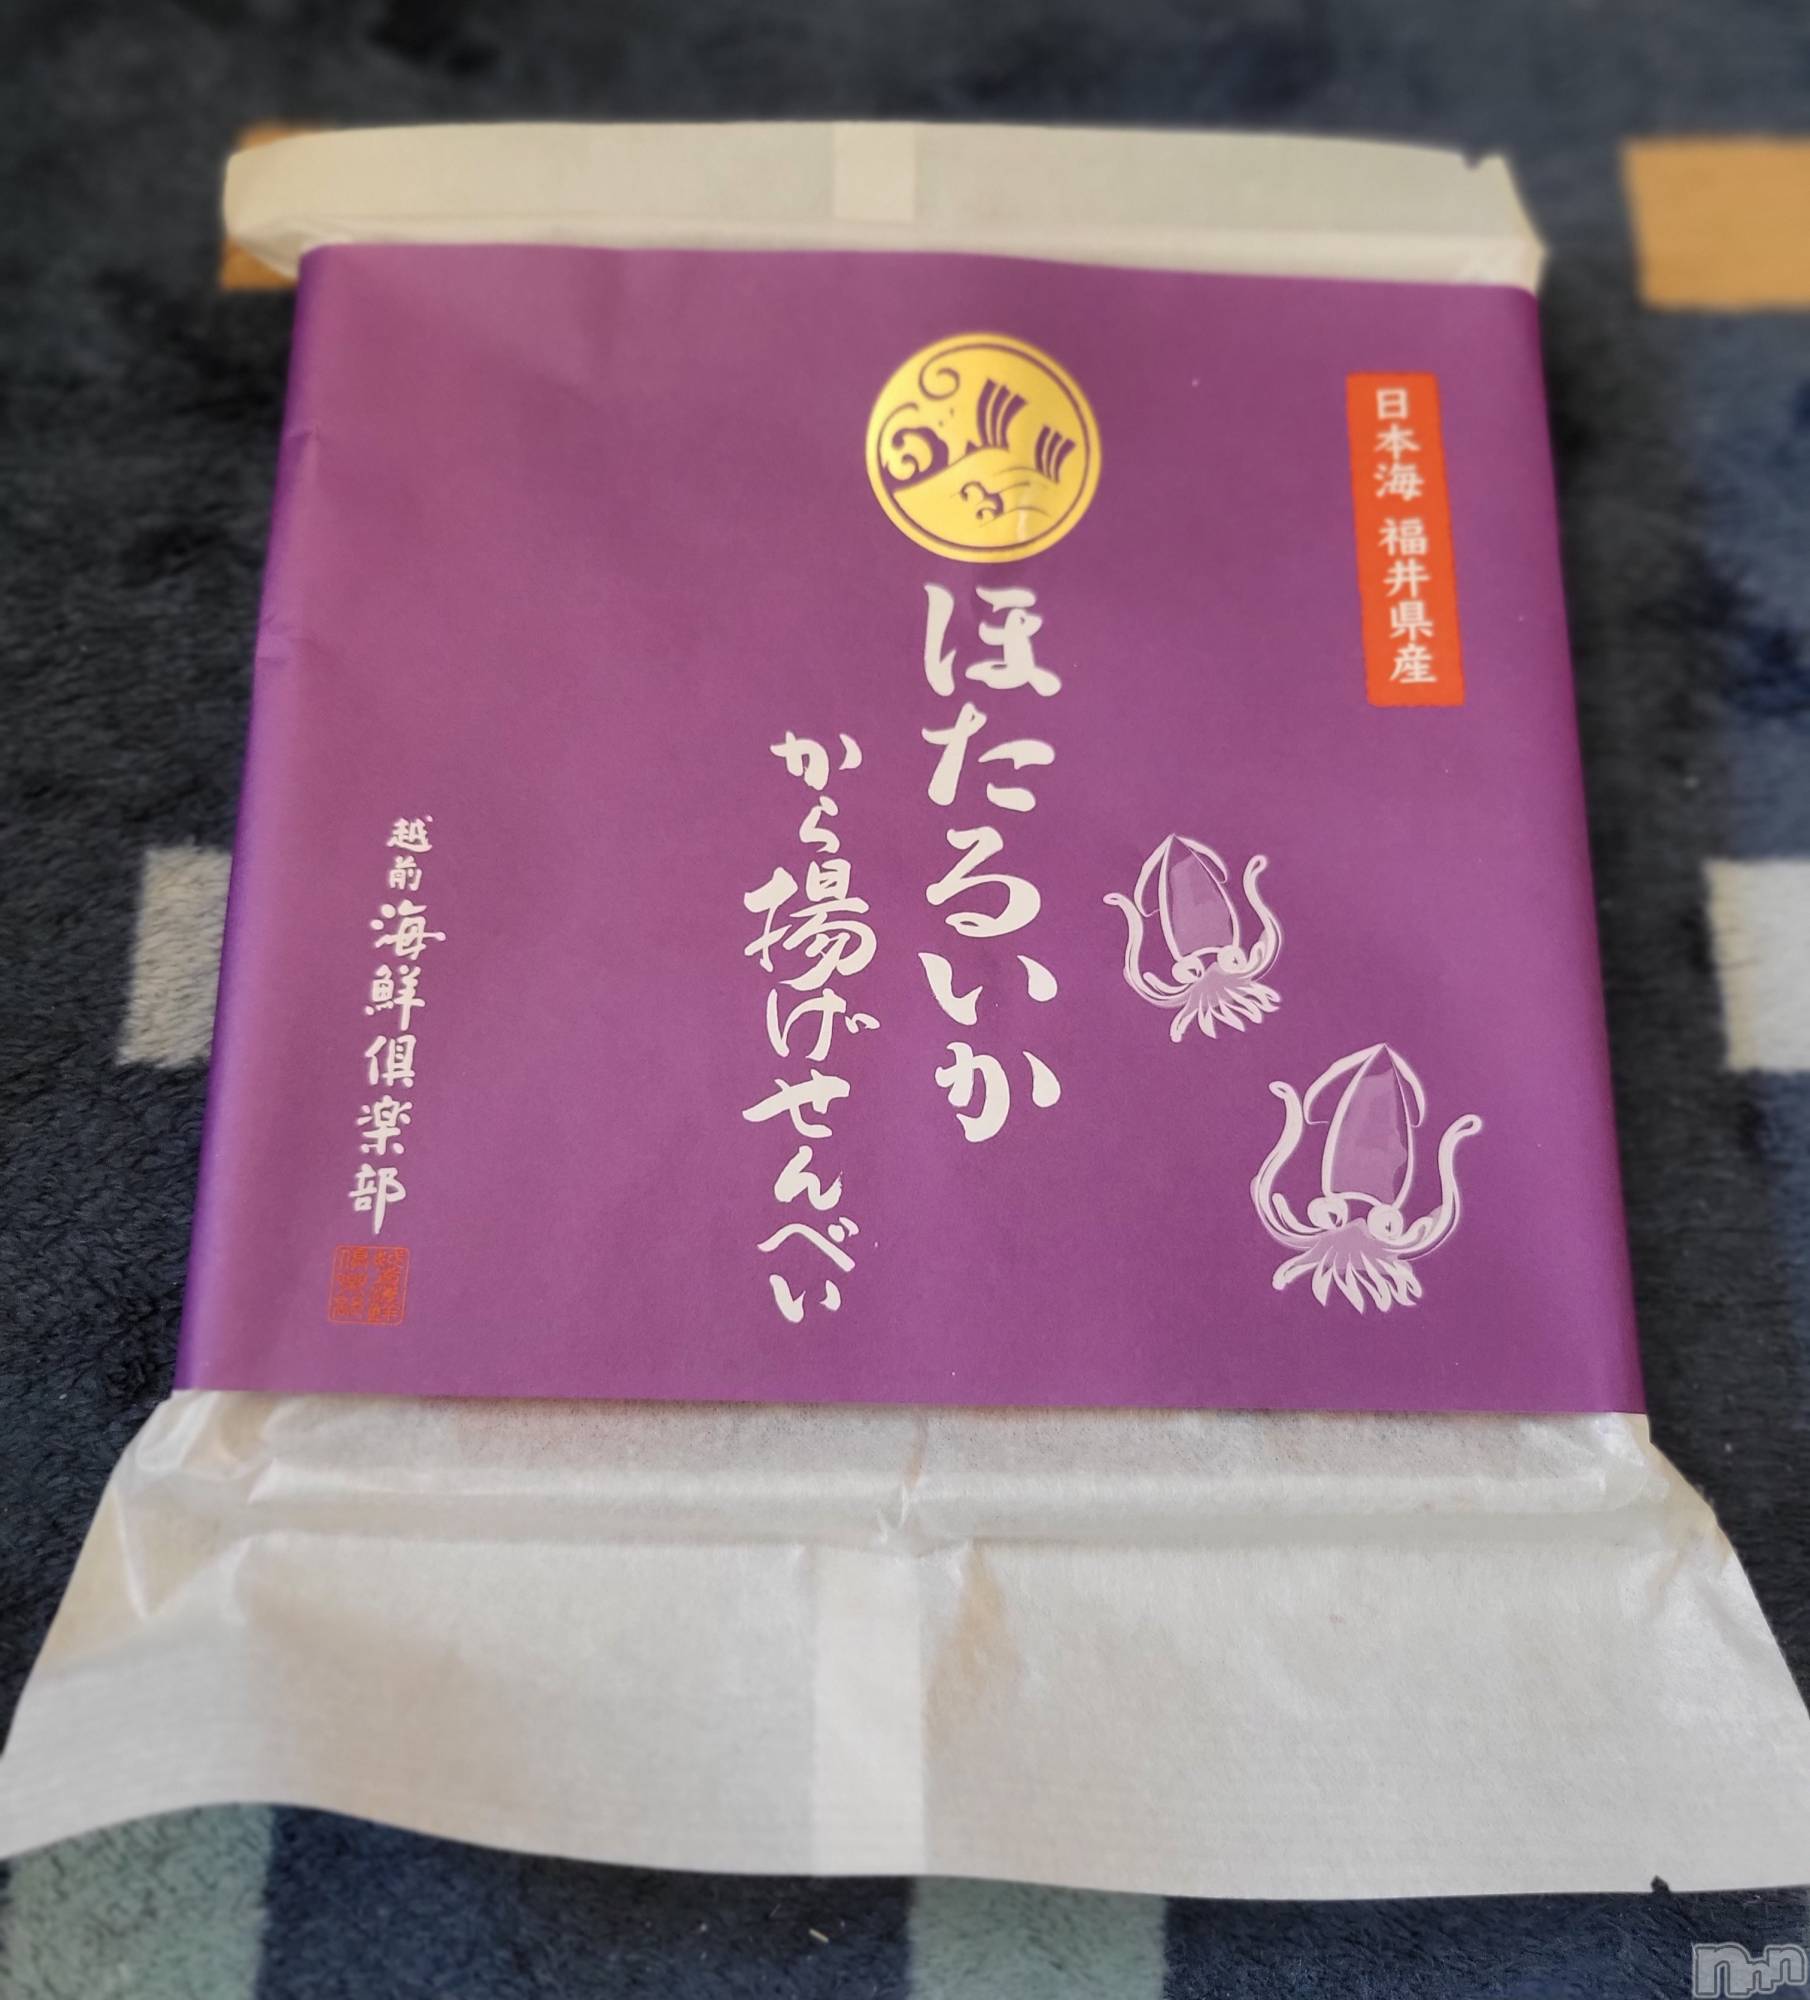 日本海 福井県産
ほたるいか
から揚げせんべい
越前海鮮倶楽部